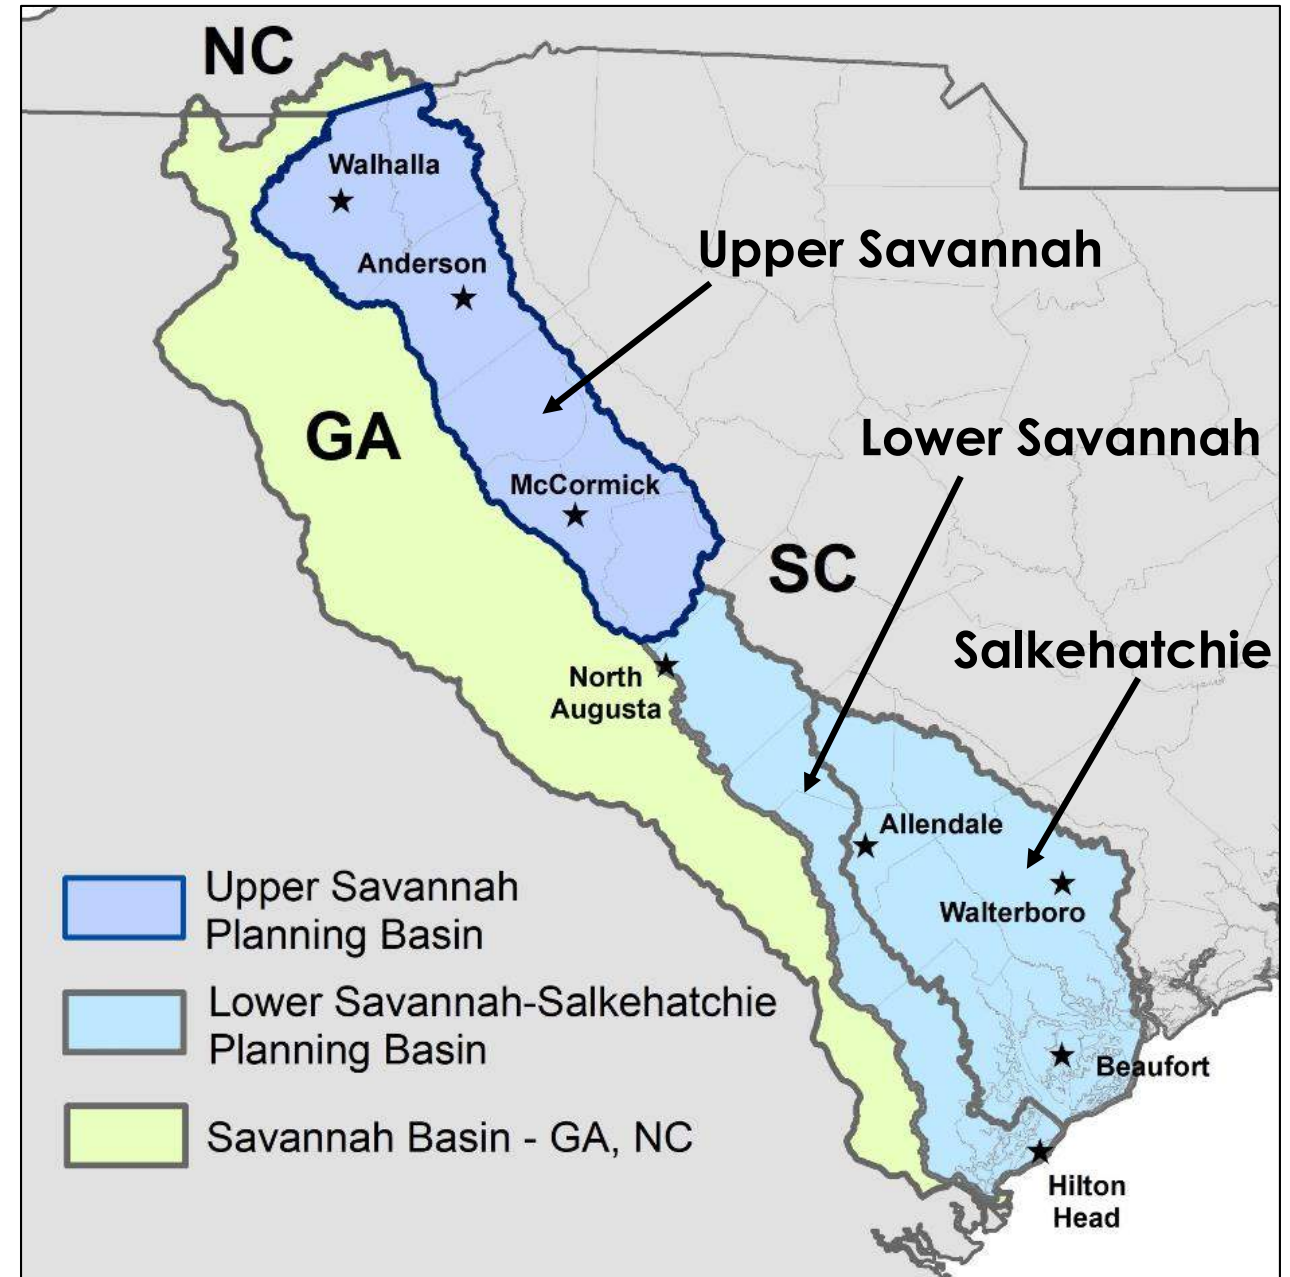 NC
Walhalla
Upper Savannah
Anderson
GA
Lower Savannah
McCormick
SC
Salkehatchie
North
Augusta
Allendale
Walterboro
Upper Savannah
Planning Basin
Lower Savannah-Salkehatchie
Planning Basin
Beaufort
Savannah Basin - GA, NC
Hilton
Head